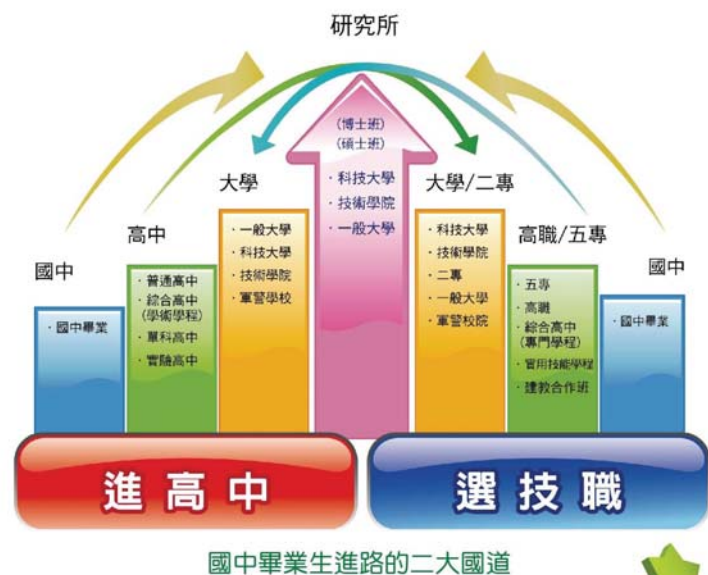 研究所
(博士班)
(碩士班)
·科技大學
·技術學院
·一般大學
大學
·一般大學
·科技大學
·技術學院
·軍警學校
高中
·普通高中
·綜合高中
(學術學程)
·單科高中
·實驗高中
國中
·國中畢業
大學/二專
·科技大學
·技術學院
·二專
·一般大學
·軍警校院
高職/五專
·五專
·高職
·綜合高中
(專門學程)
·實用技能學程
·建教合作班
國中
·國中畢業
進高中
選技職
國中畢業生進路的二大國道